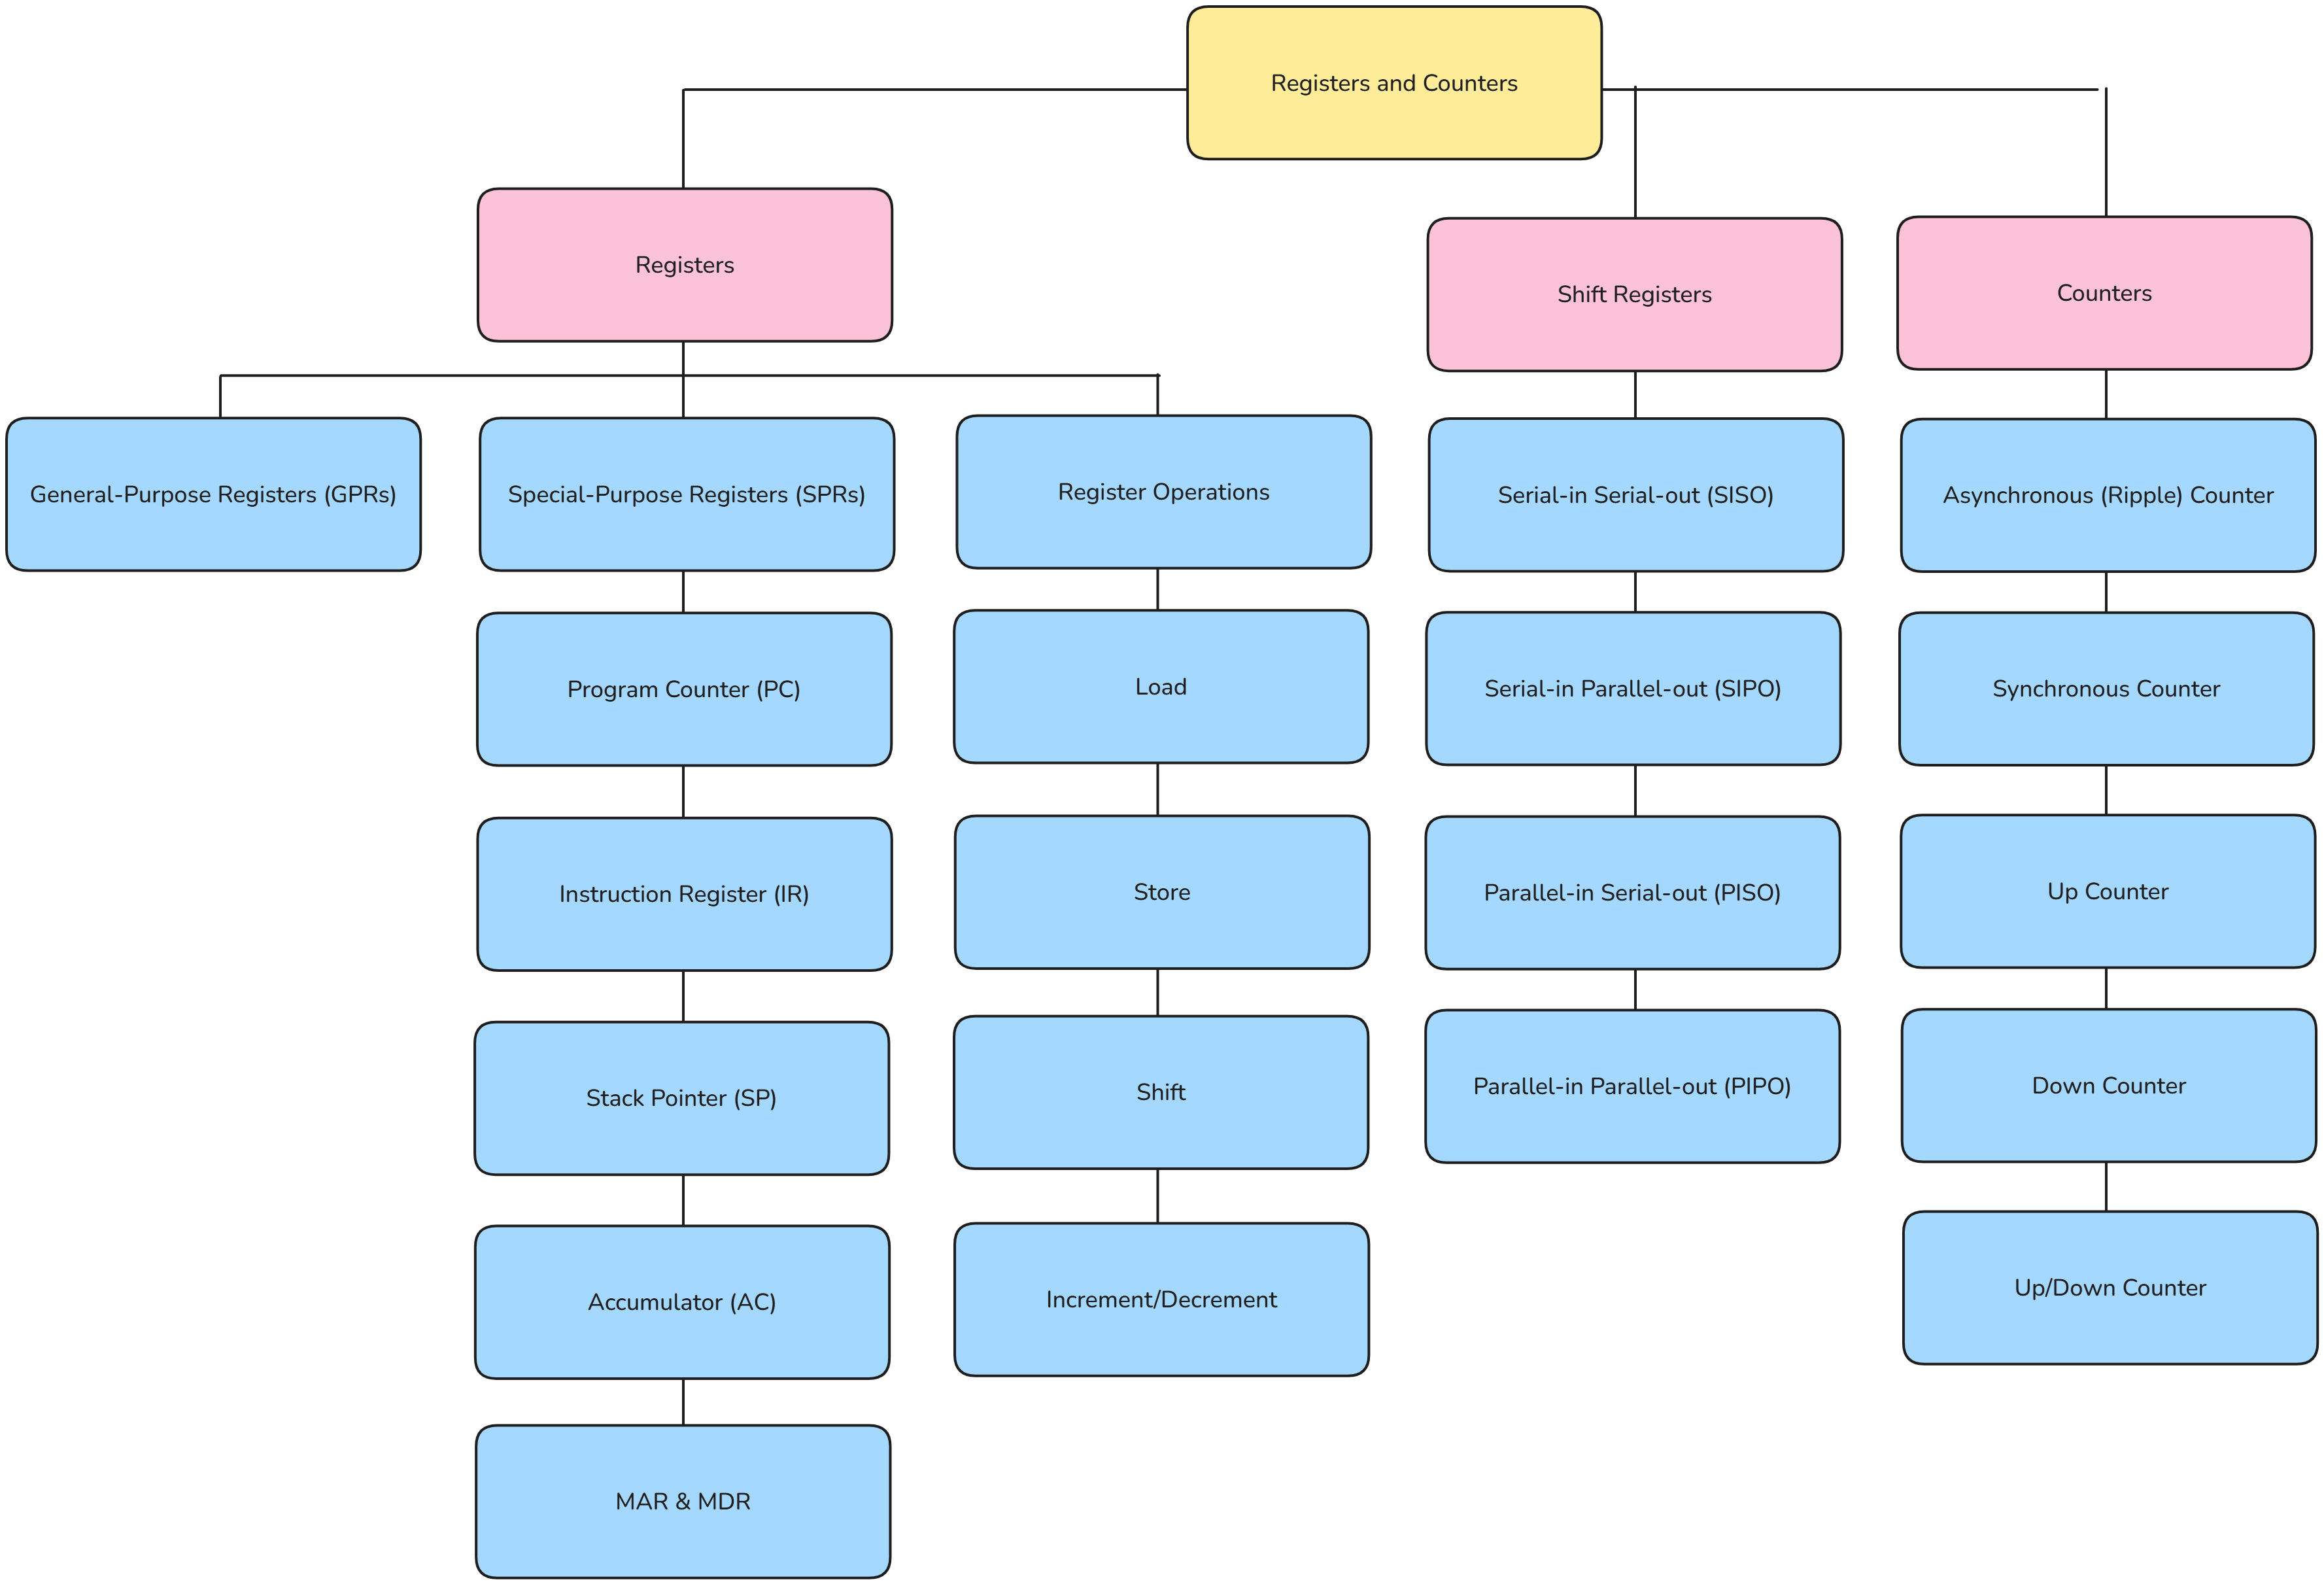 Registers and Counters
Registers
Shift Registers
Counters
General-Purpose Registers (GPRs)
Special-Purpose Registers (SPRs)
Register Operations
Serial-in Serial-out (SISO)
Asynchronous (Ripple) Counter
Program Counter (PC)
Load
Serial-in Parallel-out (SIPO)
Synchronous Counter
Instruction Register (IR)
Store
Parallel-in Serial-out (PISO)
Up Counter
Stack Pointer (SP)
Shift
Parallel-in Parallel-out (PIPO)
Down Counter
Accumulator (AC)
Increment/Decrement
Up/Down Counter
MAR & MDR